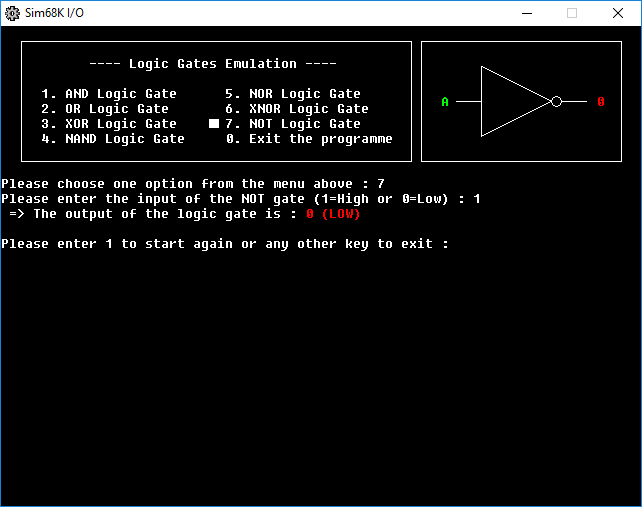 Sim68K I/O
---- Logic Gates Emulation ----
1. AND Logic Gate 5. NOR Logic Gate
2. OR Logic Gate 6. XNOR Logic Gate
3. XOR Logic Gate 7. NOT Logic Gate
4. NAND Logic Gate 0. Exit the programme
A 0
Please choose one option from the menu above : 7
Please enter the input of the NOT gate (1=High or 0=Low) : 1
=> The output of the logic gate is : 0 (LOW)
Please enter 1 to start again or any other key to exit :